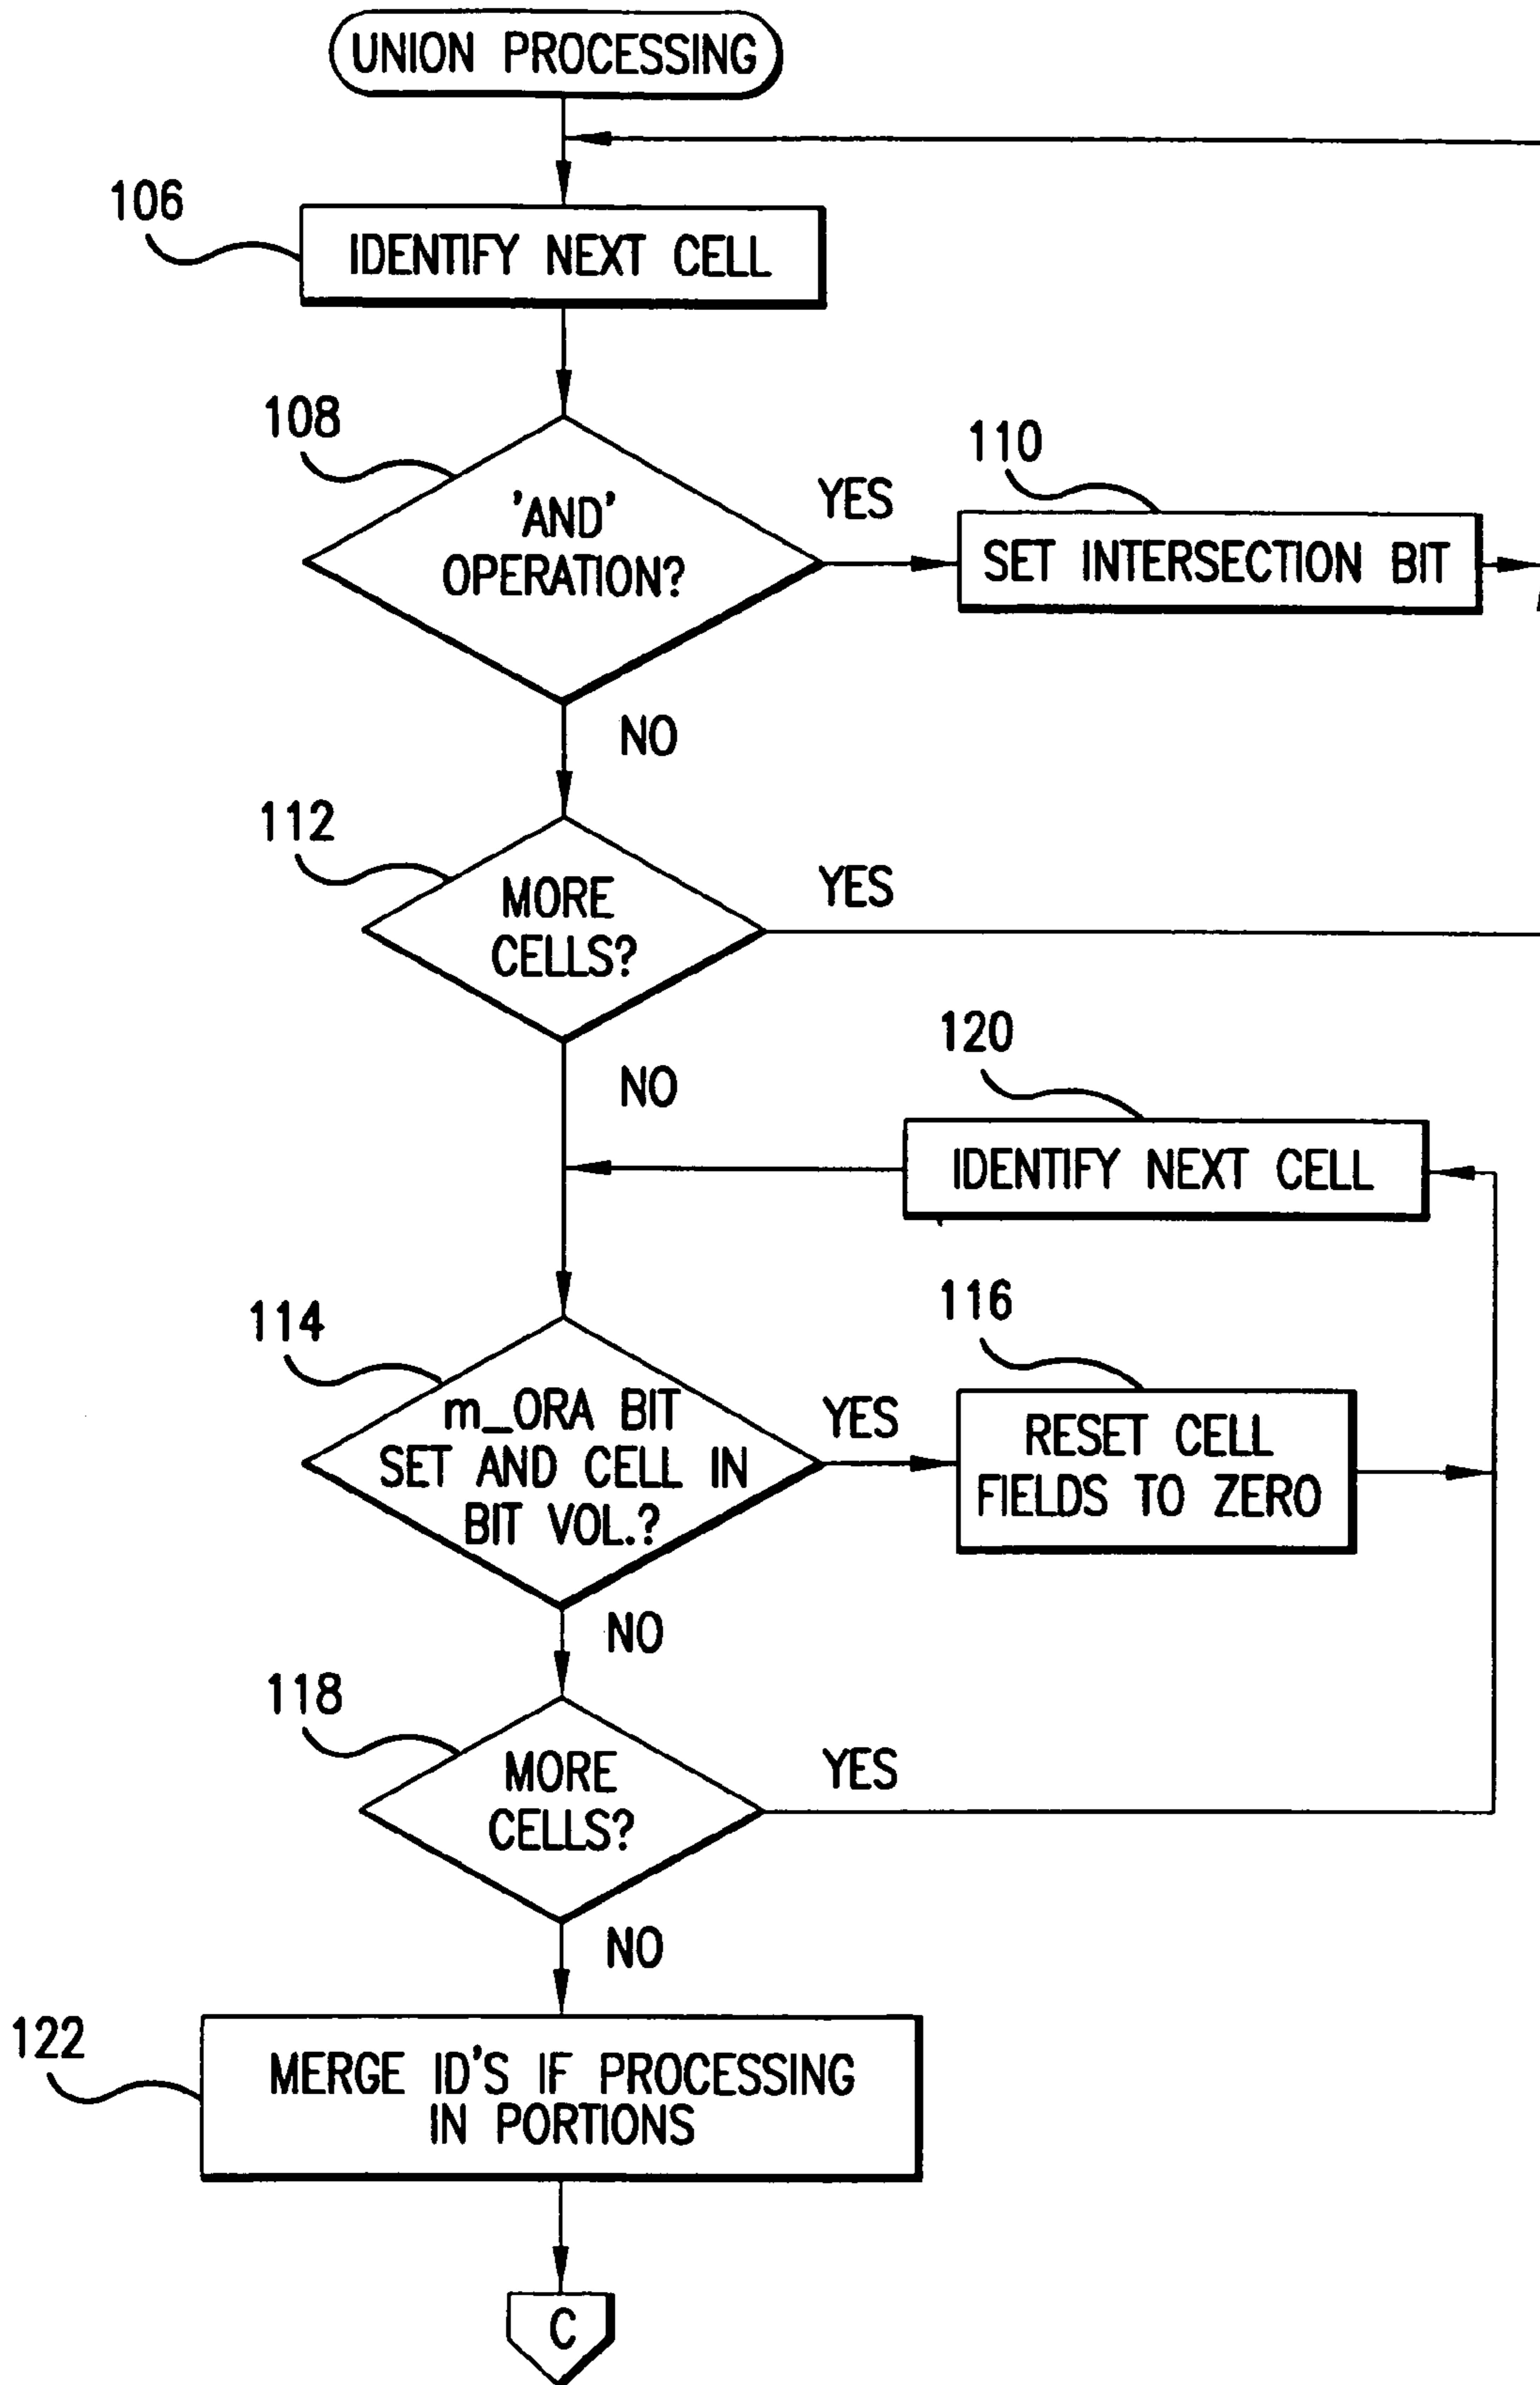 UNION PROCESSING
106
IDENTIFY NEXT CELL
108
'AND'
OPERATION?
YES
110
SET INTERSECTION BIT
NO
112
MORE
CELLS?
YES
NO
120
IDENTIFY NEXT CELL
114
m_ORA BIT
SET AND CELL IN
BIT VOL.?
YES
116
RESET CELL
FIELDS TO ZERO
NO
118
MORE
CELLS?
YES
NO
122
MERGE ID'S IF PROCESSING
IN PORTIONS
C